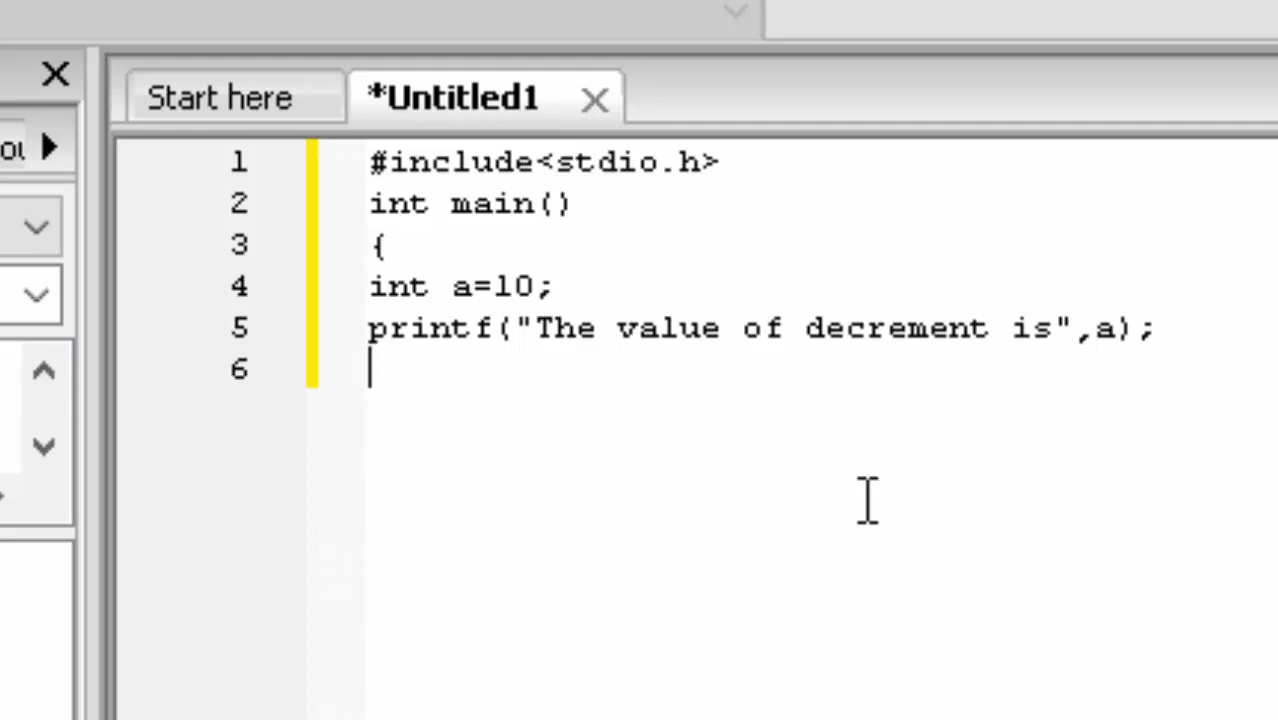 Start here
*Untitled1
1 #include<stdio.h>
2 int main()
3 {
4 int a=10;
5 printf("The value of decrement is",a);
6